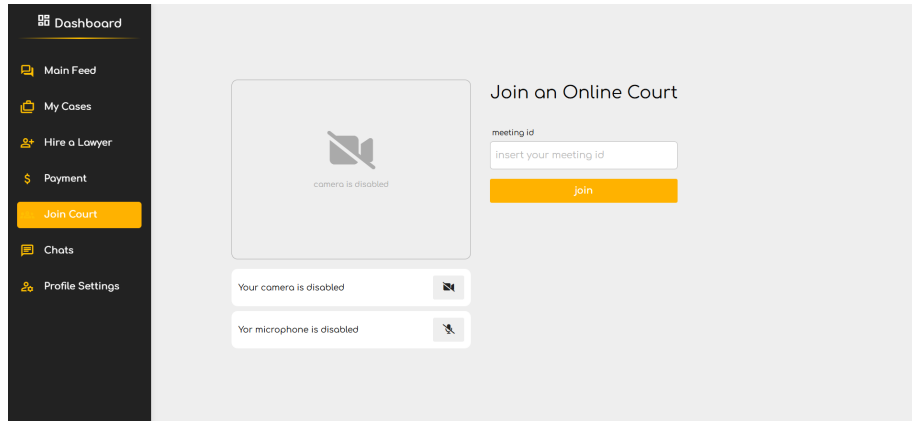 Dashboard
Main Feed
My Cases
Hire a Lawyer
Payment
Join Court
Chats
Profile Settings
camera is disabled
Your camera is disabled
Yor microphone is disabled
Join an Online Court
meeting id
insert your meeting id
join